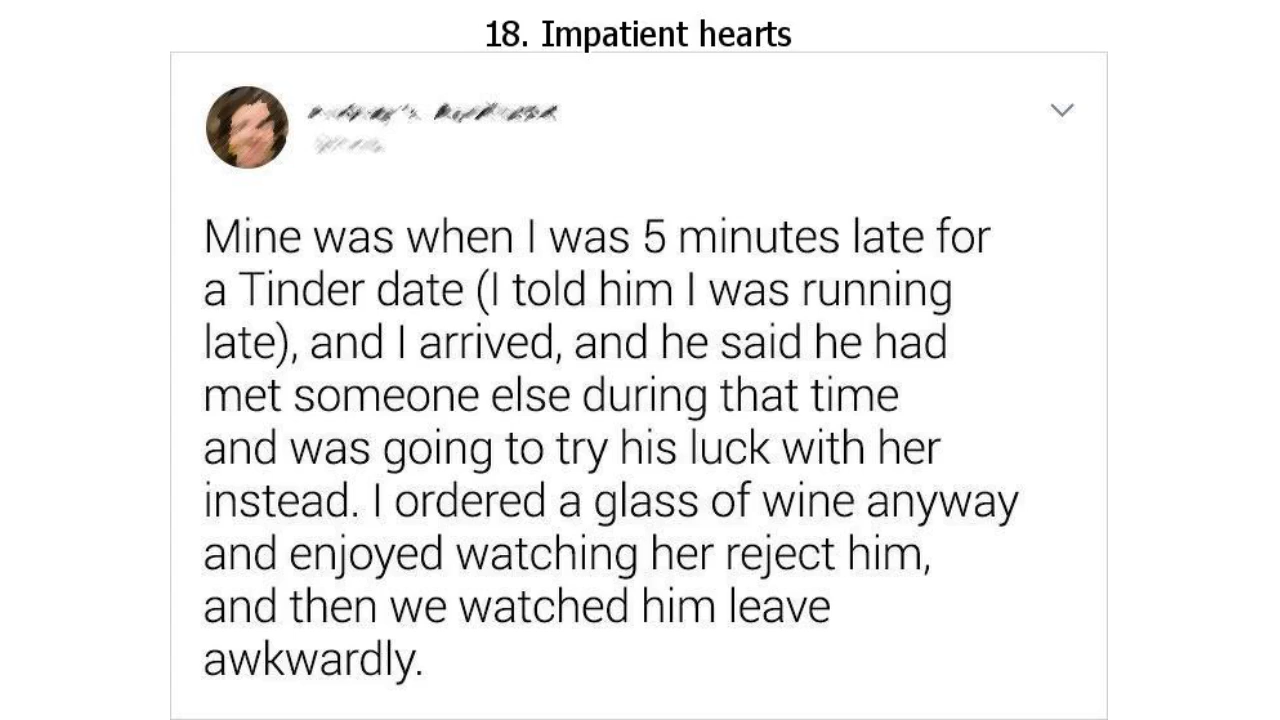 18. Impatient hearts
Mine was when I was 5 minutes late for
a Tinder date (I told him I was running
late), and I arrived, and he said he had
met someone else during that time
and was going to try his luck with her
instead. I ordered a glass of wine anyway
and enjoyed watching her reject him,
and then we watched him leave
awkwardly.